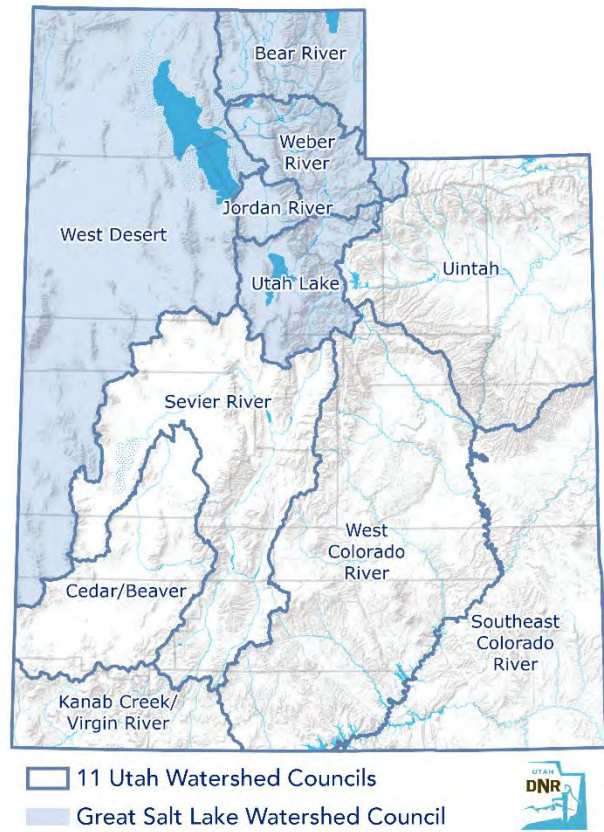 Bear River
Weber
River
Jordan River
West Desert
Utah Lake
Uintah
Sevier River
West
Colorado
River
Cedar/Beaver
Southeast
Colorado
River
Kanab Creek/
Virgin River
11 Utah Watershed Councils
Great Salt Lake Watershed Council
UTAH
DNR